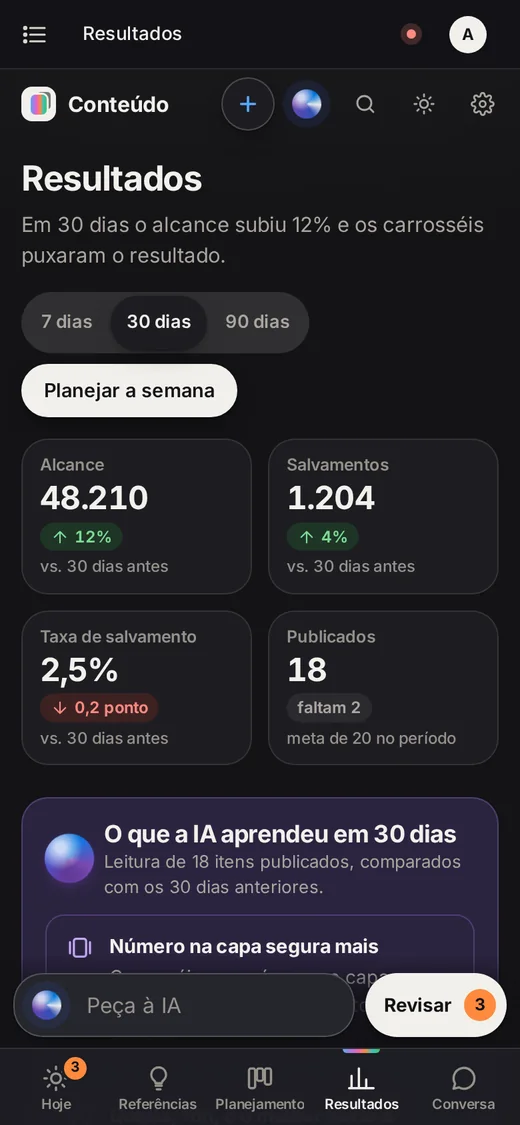 Resultados
A
Conteúdo
Resultados
Em 30 dias o alcance subiu 12% e os carrosséis
puxaram o resultado.
7 dias
30 dias
90 dias
Planejar a semana
Alcance
48.210
↑ 12%
vs. 30 dias antes
Salvamentos
1.204
↑ 4%
vs. 30 dias antes
Taxa de salvamento
2,5%
↓ 0,2 ponto
vs. 30 dias antes
Publicados
18
faltam 2
meta de 20 no período
O que a IA aprendeu em 30 dias
Leitura de 18 itens publicados, comparados
com os 30 dias anteriores.
Número na capa segura mais
Peça à IA
Revisar 3
3
Hoje
Referências
Planejamento
Resultados
Conversa